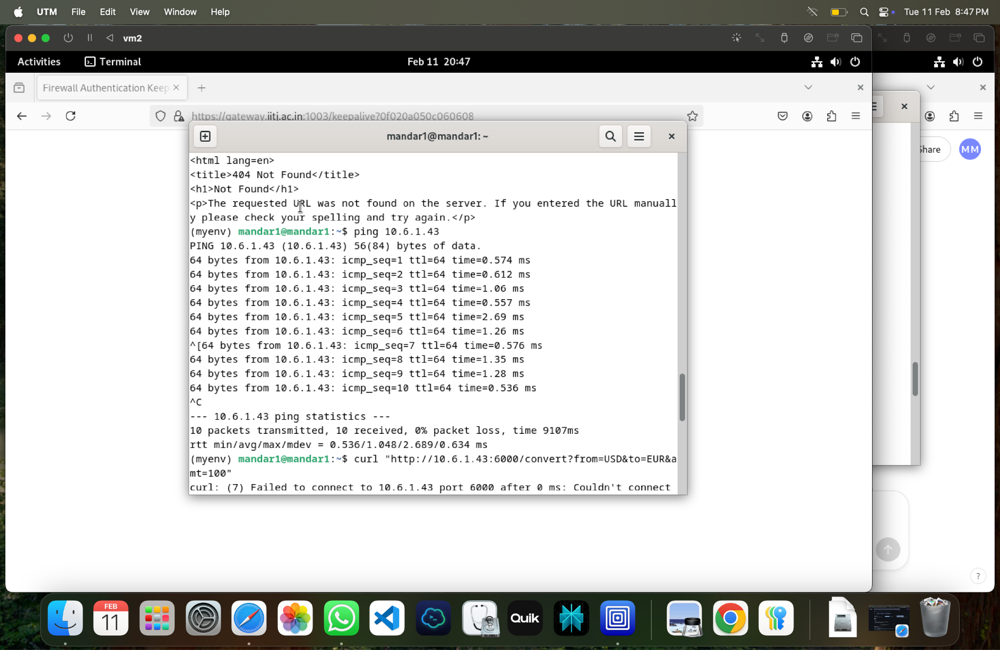 UTM File Edit View Window Help
Tue 11 Feb 8:47 PM
vm2
Activities Terminal
Feb 11 20:47
Firewall Authentication Keep
https://gateway.iitj.ac.in:1003/keepalive?0f020a050c060608
mandar1@mandar1: ~
Share
MM
<html lang=en>
<title>404 Not Found</title>
<h1>Not Found</h1>
<p>The requested URL was not found on the server. If you entered the URL manuall
y please check your spelling and try again.</p>
(myenv) mandar1@mandar1:~$ ping 10.6.1.43
PING 10.6.1.43 (10.6.1.43) 56(84) bytes of data.
64 bytes from 10.6.1.43: icmp_seq=1 ttl=64 time=0.574 ms
64 bytes from 10.6.1.43: icmp_seq=2 ttl=64 time=0.612 ms
64 bytes from 10.6.1.43: icmp_seq=3 ttl=64 time=1.06 ms
64 bytes from 10.6.1.43: icmp_seq=4 ttl=64 time=0.557 ms
64 bytes from 10.6.1.43: icmp_seq=5 ttl=64 time=2.69 ms
64 bytes from 10.6.1.43: icmp_seq=6 ttl=64 time=1.26 ms
^[64 bytes from 10.6.1.43: icmp_seq=7 ttl=64 time=0.576 ms
64 bytes from 10.6.1.43: icmp_seq=8 ttl=64 time=1.35 ms
64 bytes from 10.6.1.43: icmp_seq=9 ttl=64 time=1.28 ms
64 bytes from 10.6.1.43: icmp_seq=10 ttl=64 time=0.536 ms
^C
--- 10.6.1.43 ping statistics ---
10 packets transmitted, 10 received, 0% packet loss, time 9107ms
rtt min/avg/max/mdev = 0.536/1.048/2.689/0.634 ms
(myenv) mandar1@mandar1:~$ curl "http://10.6.1.43:6000/convert?from=USD&to=EUR&a
mt=100"
curl: (7) Failed to connect to 10.6.1.43 port 6000 after 0 ms: Couldn't connect
?
FEB
11
Quik